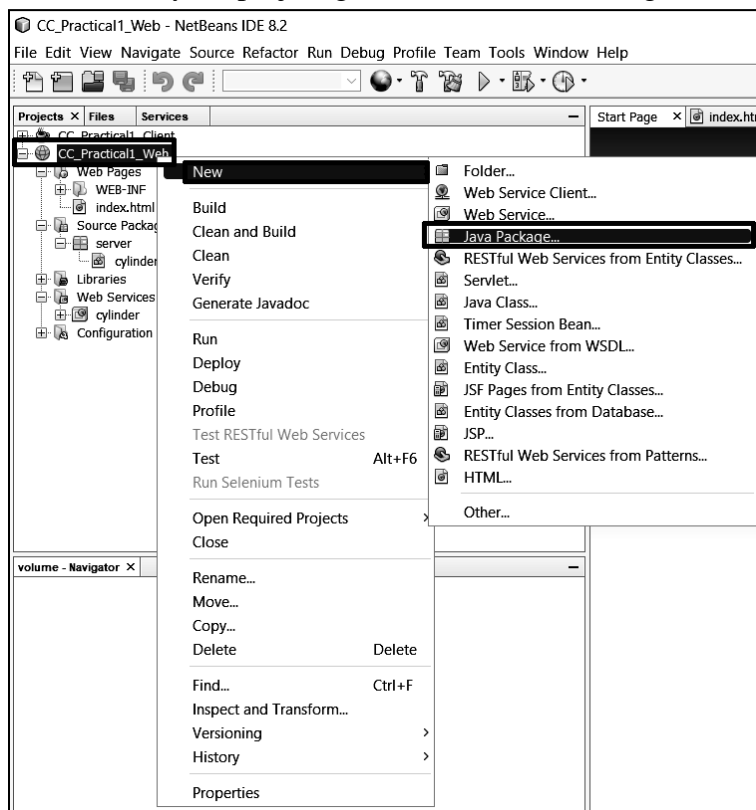 CC_Practical1_Web - NetBeans IDE 8.2
File Edit View Navigate Source Refactor Run Debug Profile Team Tools Window Help
Projects × Files Services
Start Page ×
CC_Practical1_Client
CC_Practical1_Web
Web Pages
WEB-INF
index.html
Source Packag
server
cylinder
Libraries
Web Services
cylinder
Configuration
New
Build
Clean and Build
Clean
Verify
Generate Javadoc
Run
Deploy
Debug
Profile
Test RESTful Web Services
Test Alt+F6
Run Selenium Tests
Open Required Projects >
Close
Rename...
Move...
Copy...
Delete Delete
Find... Ctrl+F
Inspect and Transform...
Versioning >
History >
Properties
Folder...
Web Service Client...
Web Service...
Java Package...
RESTful Web Services from Entity Classes...
Servlet...
Java Class...
Timer Session Bean...
Web Service from WSDL...
Entity Class...
JSF Pages from Entity Classes...
Entity Classes from Database...
JSP...
RESTful Web Services from Patterns...
HTML...
Other...
volume - Navigator ×